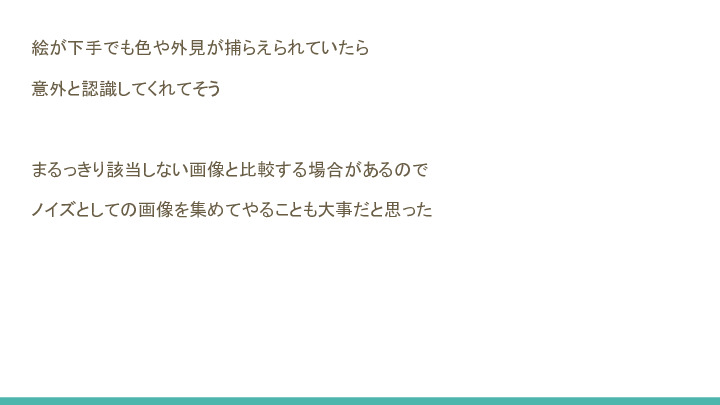 絵が下手でも色や外見が捕らえられていたら
意外と認識してくれてそう
まるっきり該当しない画像と比較する場合があるので
ノイズとしての画像を集めてやることも大事だと思った